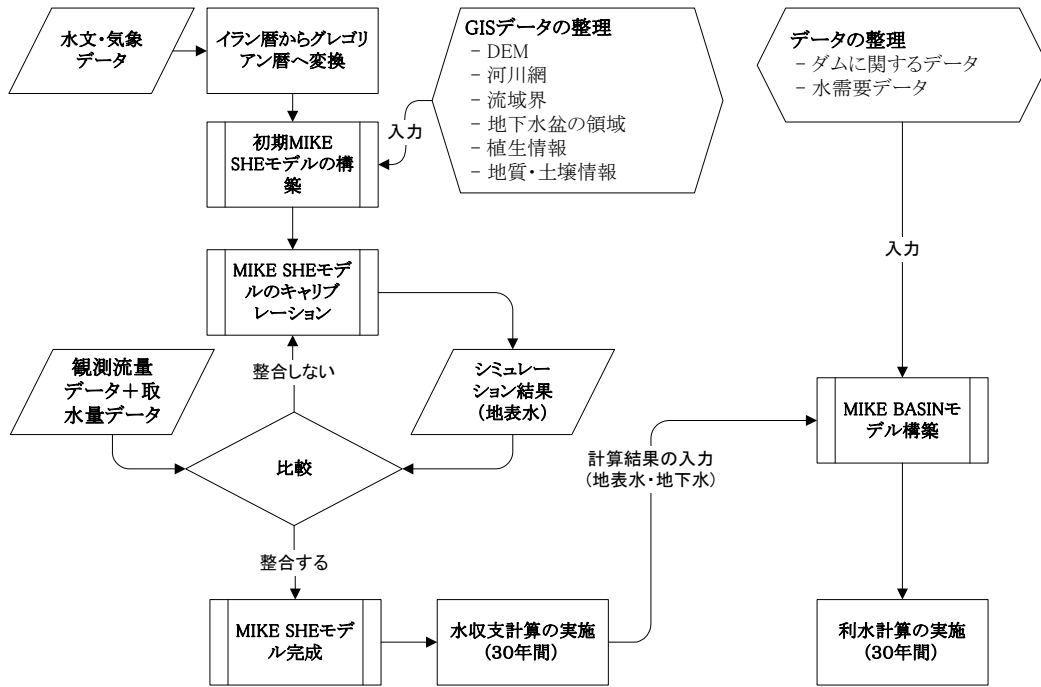 水文・気象
データ
イラン暦からグレゴリ
アン暦へ変換
GISデータの整理
- DEM
- 河川網
- 流域界
- 地下水盆の領域
- 植生情報
- 地質・土壌情報
データの整理
- ダムに関するデータ
- 水需要データ
入力
初期MIKE
SHEモデルの構
築
入力
MIKE SHEモデ
ルのキャリブ
レーション
観測流量
データ+取
水量データ
整合しない
シミュレー
ション結果
(地表水)
MIKE BASINモ
デル構築
比較
計算結果の入力
(地表水・地下水)
整合する
MIKE SHEモデ
ル完成
水収支計算の実施
(30年間)
利水計算の実施
(30年間)